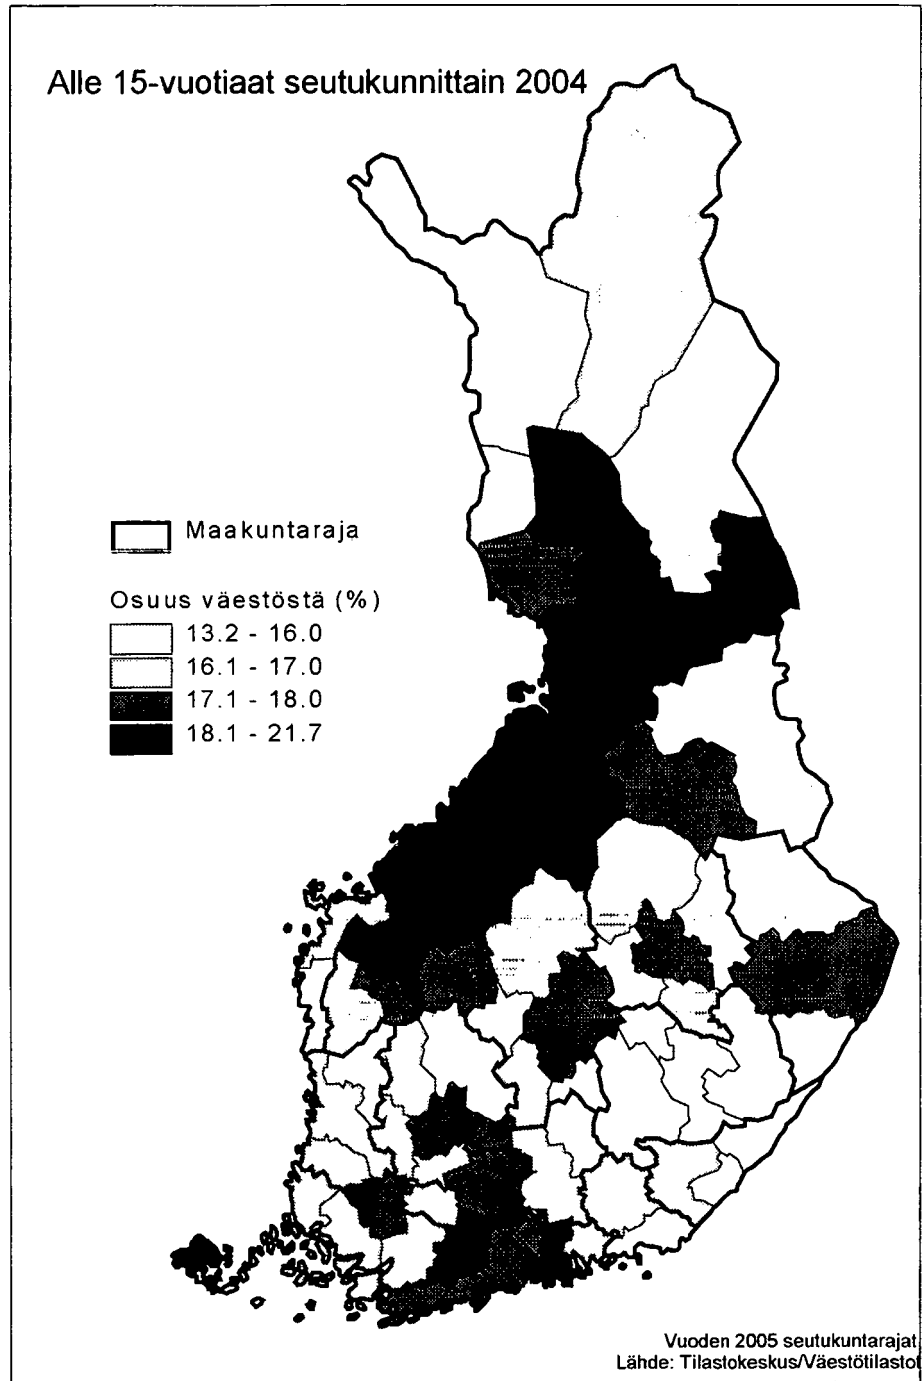 Alle 15-vuotiaat seutukunnittain 2004
Maakuntaraja
Osuus väestöstä (%)
13.2 - 16.0
16.1 - 17.0
17.1 - 18.0
18.1 - 21.7
Vuoden 2005 seutukuntarajat
Lähde: Tilastokeskus/Väestötilastot